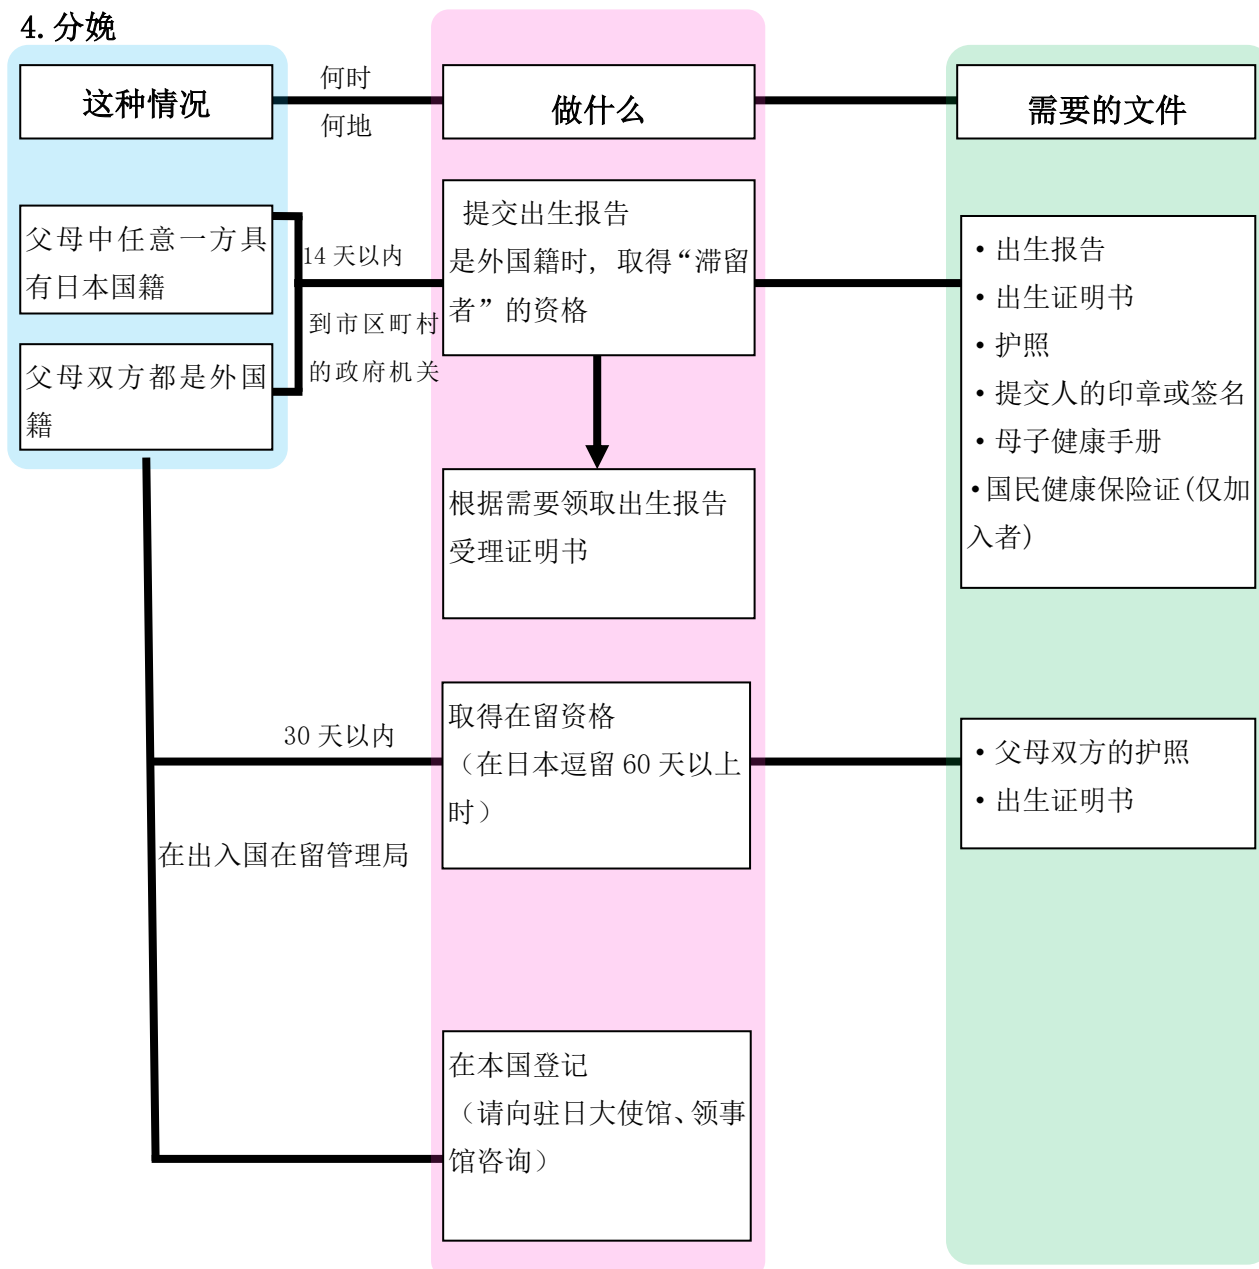 4.分娩
这种情况
何时
何地
做什么
需要的文件
父母中任意一方具
有日本国籍
父母双方都是外国
籍
14 天以内
到市区町村
的政府机关
提交出生报告
是外国籍时, 取得“滞留
者”的资格
根据需要领取出生报告
受理证明书
・出生报告
・出生证明书
・护照
・提交人的印章或签名
・母子健康手册
・国民健康保险证(仅加
入者)
30 天以内
在出入国在留管理局
取得在留资格
（在日本逗留 60 天以上
时）
・父母双方的护照
・出生证明书
在本国登记
（请向驻日大使馆、领事
馆咨询）